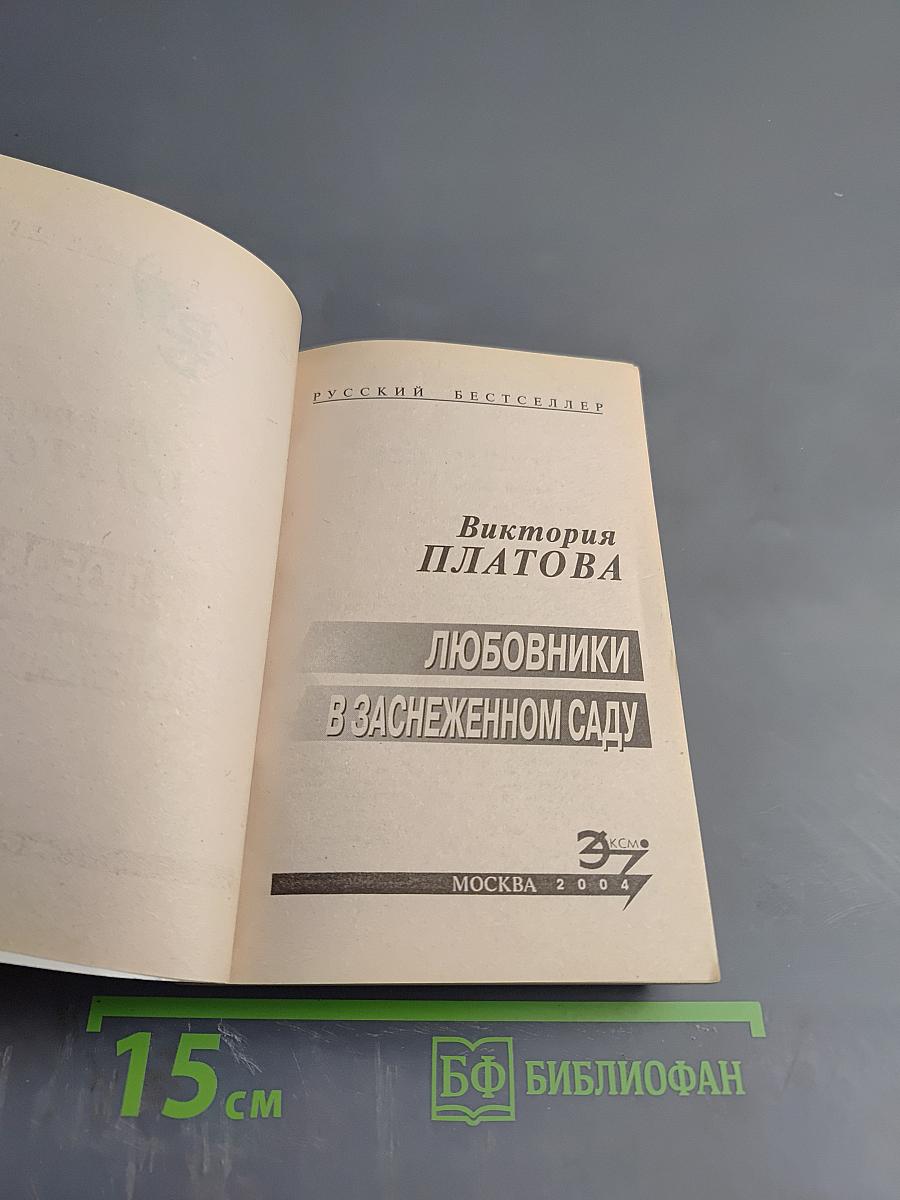 РУССКИЙ БЕСТСЕЛЛЕР
Виктория
ПЛАТОВА
ЛЮБОВНИКИ
В ЗАСНЕЖЕННОМ САДУ
ЭКСМО
МОСКВА 2004
15 см
БФ БИБЛИОФАН